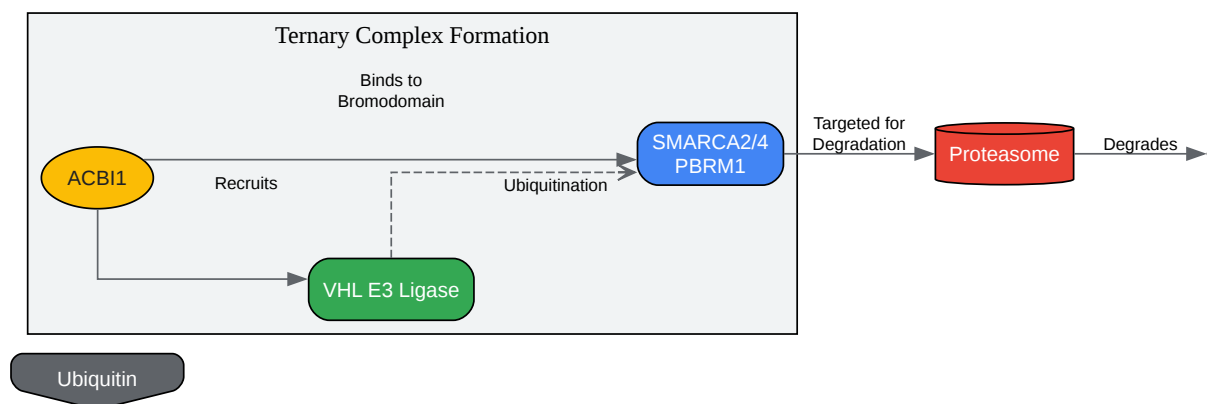 Ternary Complex Formation
Binds to
Bromodomain
SMARCA2/4
PBRM1
Targeted for
Degradation
Proteasome
Degrades
ACBI1
Recruits
Ubiquitination
VHL E3 Ligase
Ubiquitin